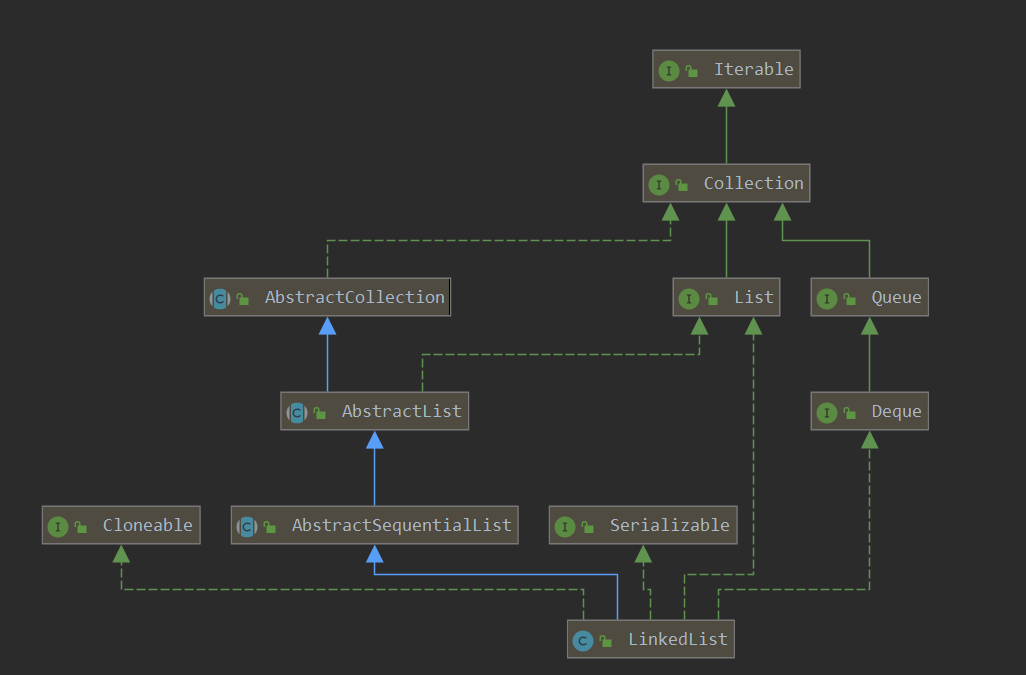 I Iterable
I Collection
C AbstractCollection
I List
I Queue
C AbstractList
I Deque
I Cloneable
C AbstractSequentialList
I Serializable
C LinkedList